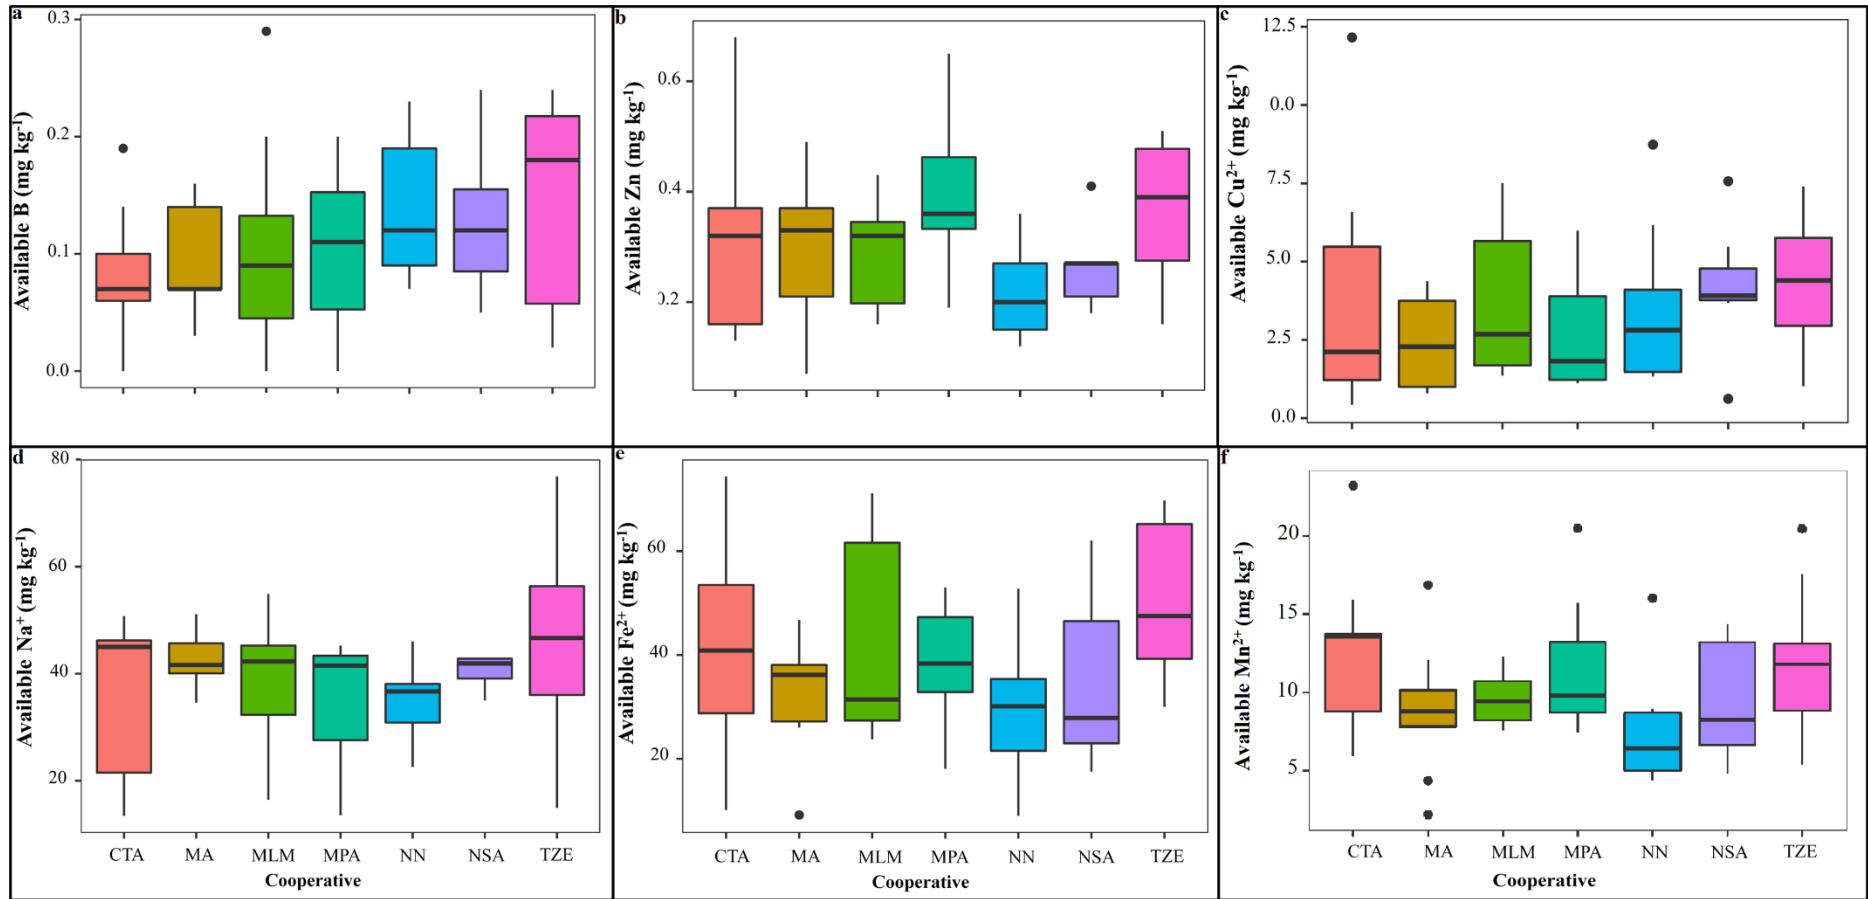 a
Available B (mg kg⁻¹)
0.3
0.2
0.1
0.0
b
Available Zn (mg kg⁻¹)
0.6
0.4
0.2
c
Available Cu²⁺ (mg kg⁻¹)
12.5
0.0
7.5
5.0
2.5
0.0
d
Available Na⁺ (mg kg⁻¹)
80
60
40
20
CTA MA MLM MPA NN NSA TZE
Cooperative
e
Available Fe²⁺ (mg kg⁻¹)
60
40
20
CTA MA MLM MPA NN NSA TZE
Cooperative
f
Available Mn²⁺ (mg kg⁻¹)
20
15
10
5
CTA MA MLM MPA NN NSA TZE
Cooperative